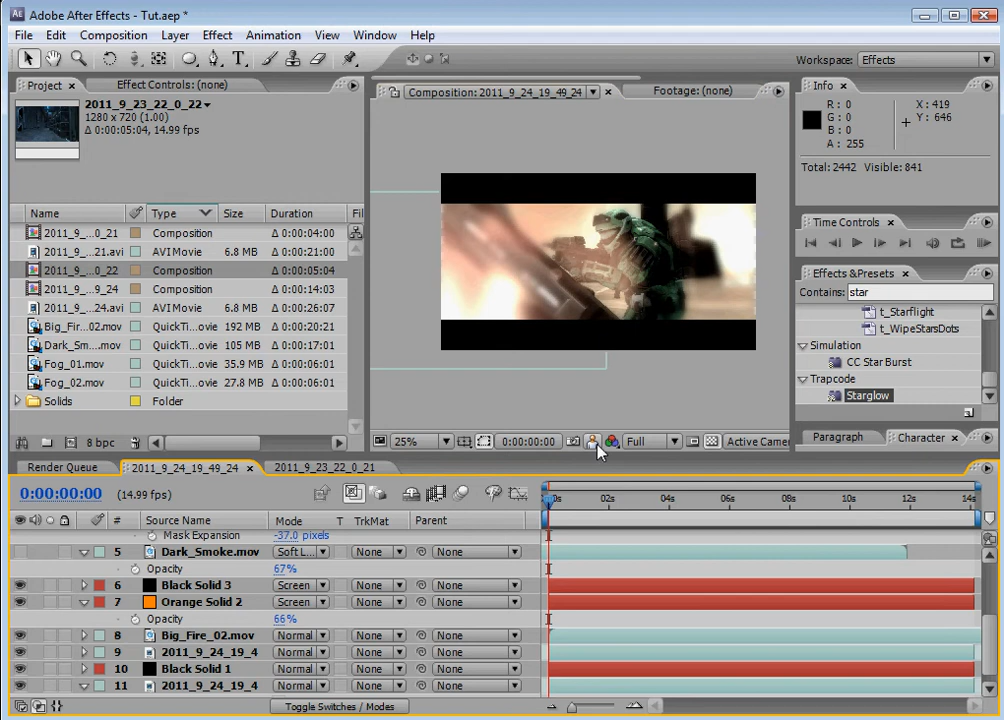 Adobe After Effects - Tut.aep *
File Edit Composition Layer Effect Animation View Window Help
Workspace: Effects
Project × Effect Controls: (none)
2011_9_23_22_0_22
1280 x 720 (1.00)
Δ 0:00:05:04, 14.99 fps
Name Type Size Duration Fil
2011_9_...0_21 Composition Δ 0:00:04:00
2011_9_...21.avi AVIMovie 6.8 MB Δ 0:00:21:00
2011_9_...0_22 Composition Δ 0:00:05:04
2011_9_...9_24 Composition Δ 0:00:14:03
2011_9_...24.avi AVIMovie 6.8 MB Δ 0:00:26:07
Big_Fir...02.mov QuickTi...ovie 192 MB Δ 0:00:20:21
Dark_Sm....mov QuickTi...ovie 105 MB Δ 0:00:17:01
Fog_01.mov QuickTi...ovie 35.9 MB Δ 0:00:06:01
Fog_02.mov QuickTi...ovie 27.8 MB Δ 0:00:06:01
Solids Folder
8 bpc
Composition: 2011_9_24_19_49_24 × Footage: (none)
25% 0:00:00:00 Full Active Came
Info ×
R : 0
G : 0
B : 0
A : 255
X : 419
Y : 646
Total:2442 Visible:841
Time Controls ×
Effects & Presets ×
Contains: star
t_Starflight
t_WipeStarsDots
Simulation
CC Star Burst
Trapcode
Starglow
Paragraph Character ×
Render Queue 2011_9_24_19_49_24 × 2011_9_23_22_0_21
0:00:00:00 (14.99 fps)
0s 02s 04s 06s 08s 10s 12s 14s
# Source Name Mode T TrkMat Parent
Mask Expansion -37.0 pixels
5 Dark_Smoke.mov Soft L... None None
Opacity 67%
6 Black Solid 3 Screen None None
7 Orange Solid 2 Screen None None
Opacity 66%
8 Big_Fire_02.mov Normal None None
9 2011_9_24_19_4 Normal None None
10 Black Solid 1 Normal None None
11 2011_9_24_19_4 Normal None None
Toggle Switches / Modes